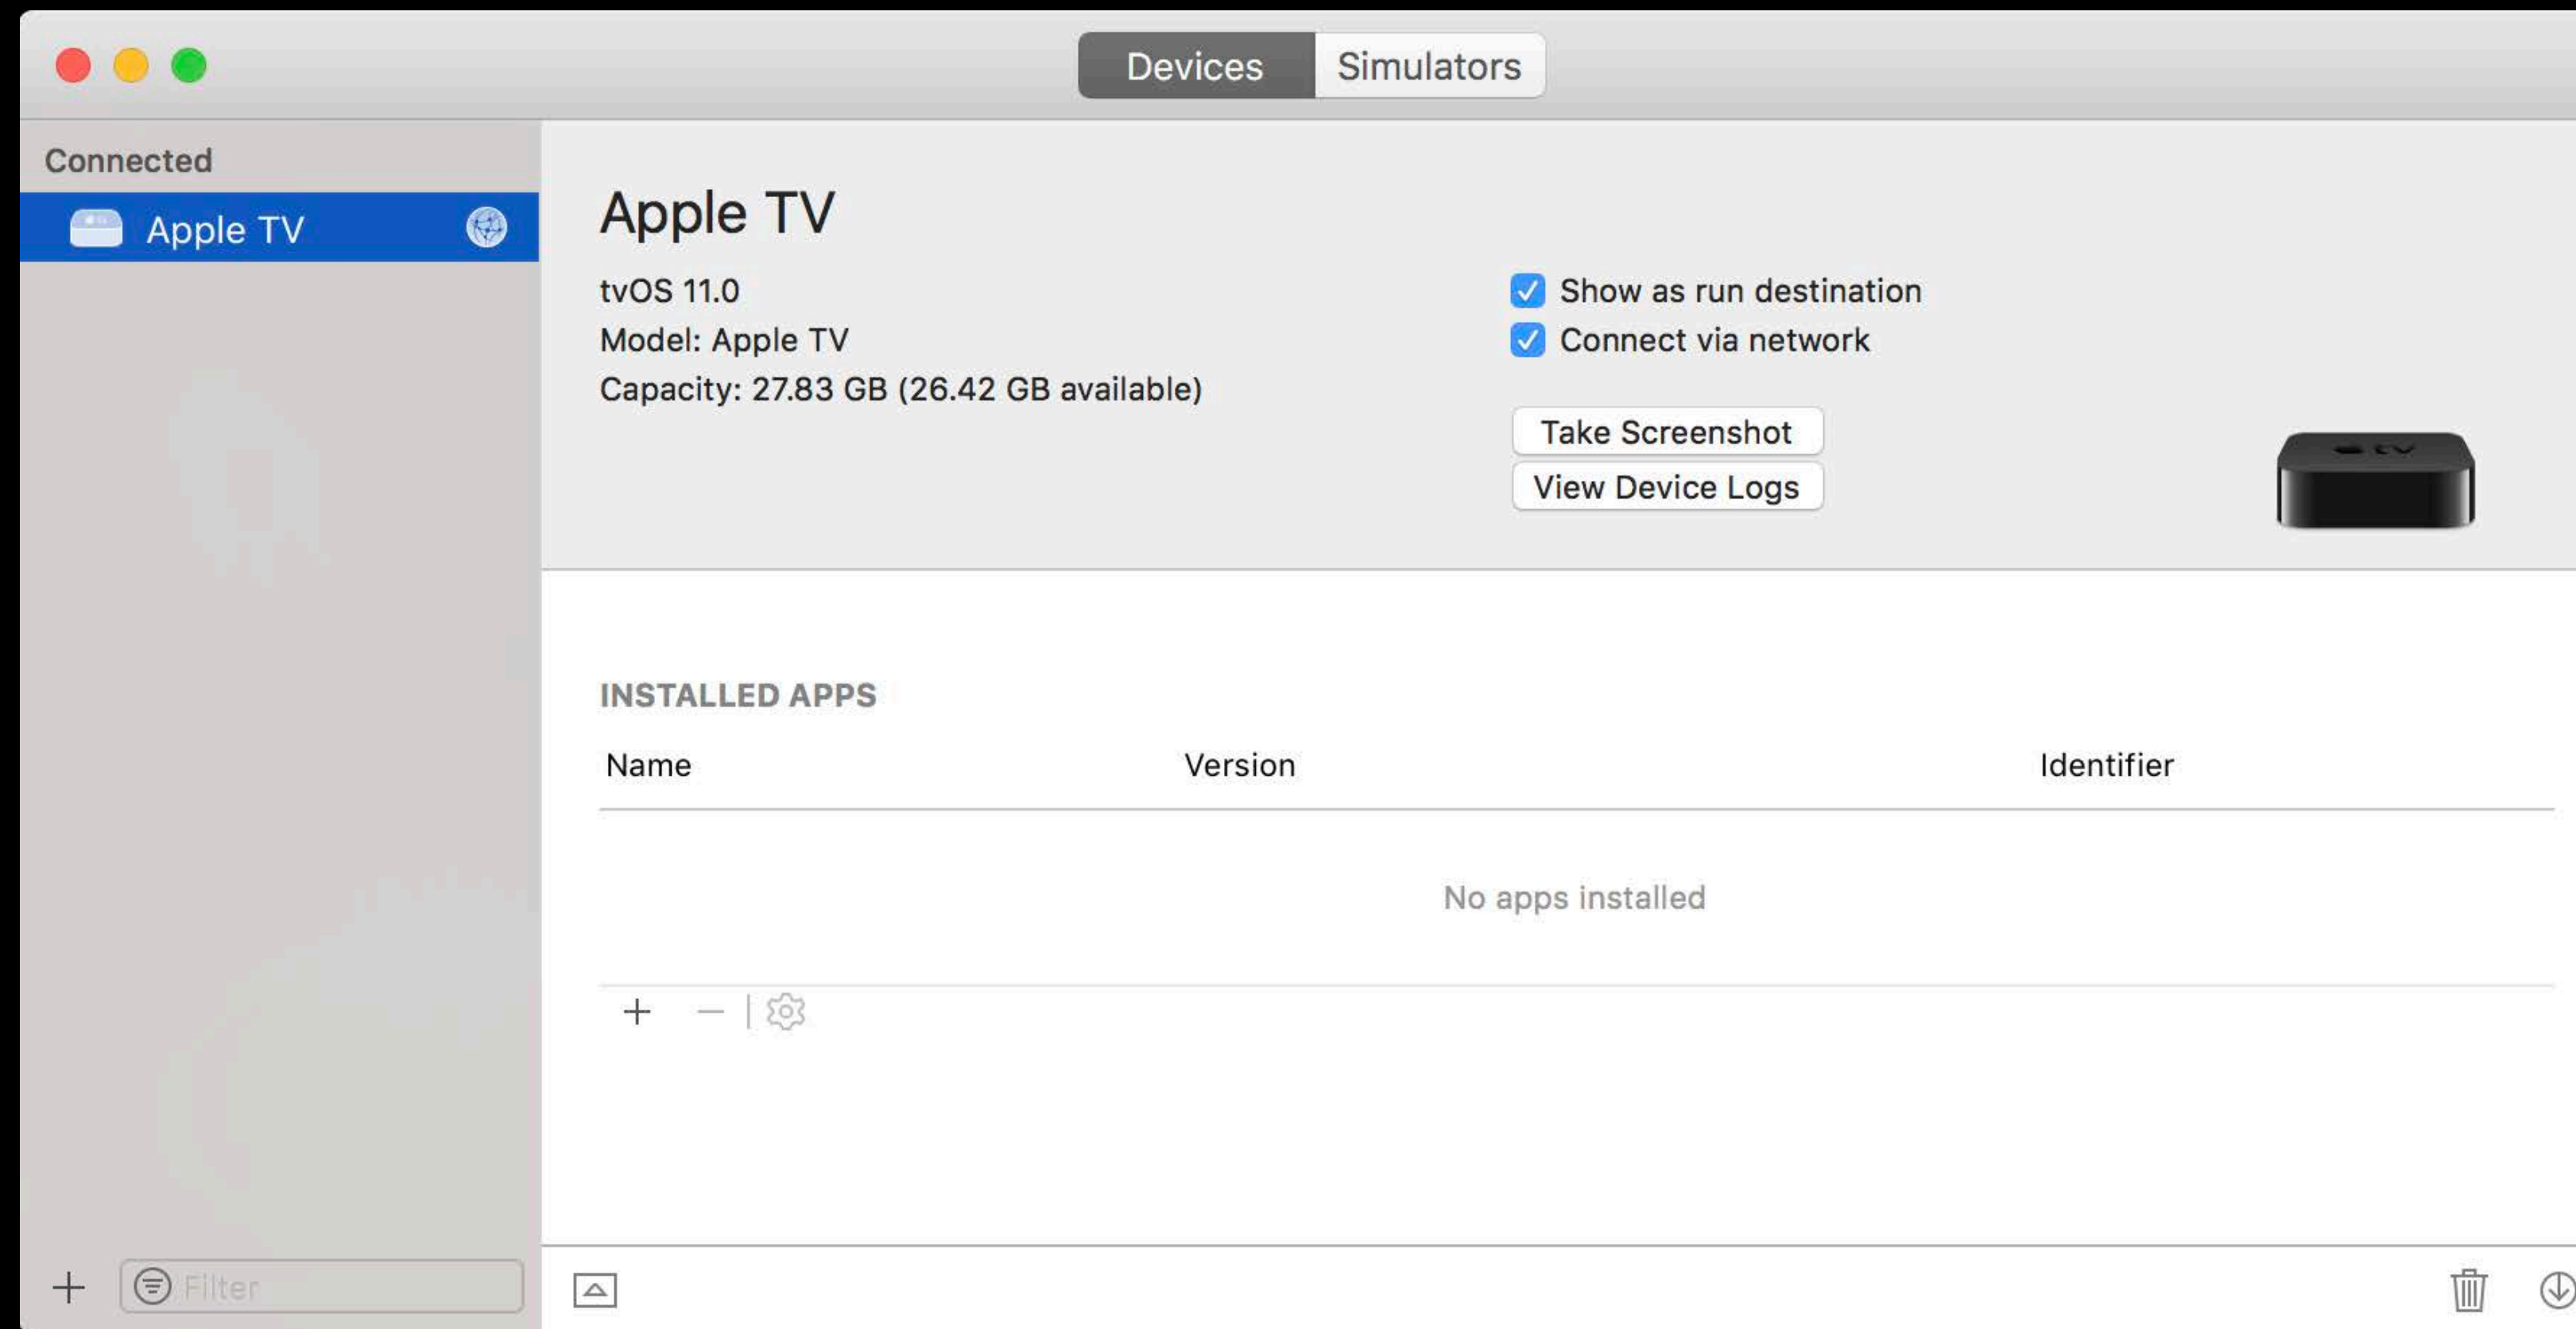 Devices Simulators
Connected
Apple TV
Apple TV
tvOS 11.0
Model: Apple TV
Capacity: 27.83 GB (26.42 GB available)
Show as run destination
Connect via network
Take Screenshot
View Device Logs
tv
INSTALLED APPS
Name Version Identifier
No apps installed
Filter